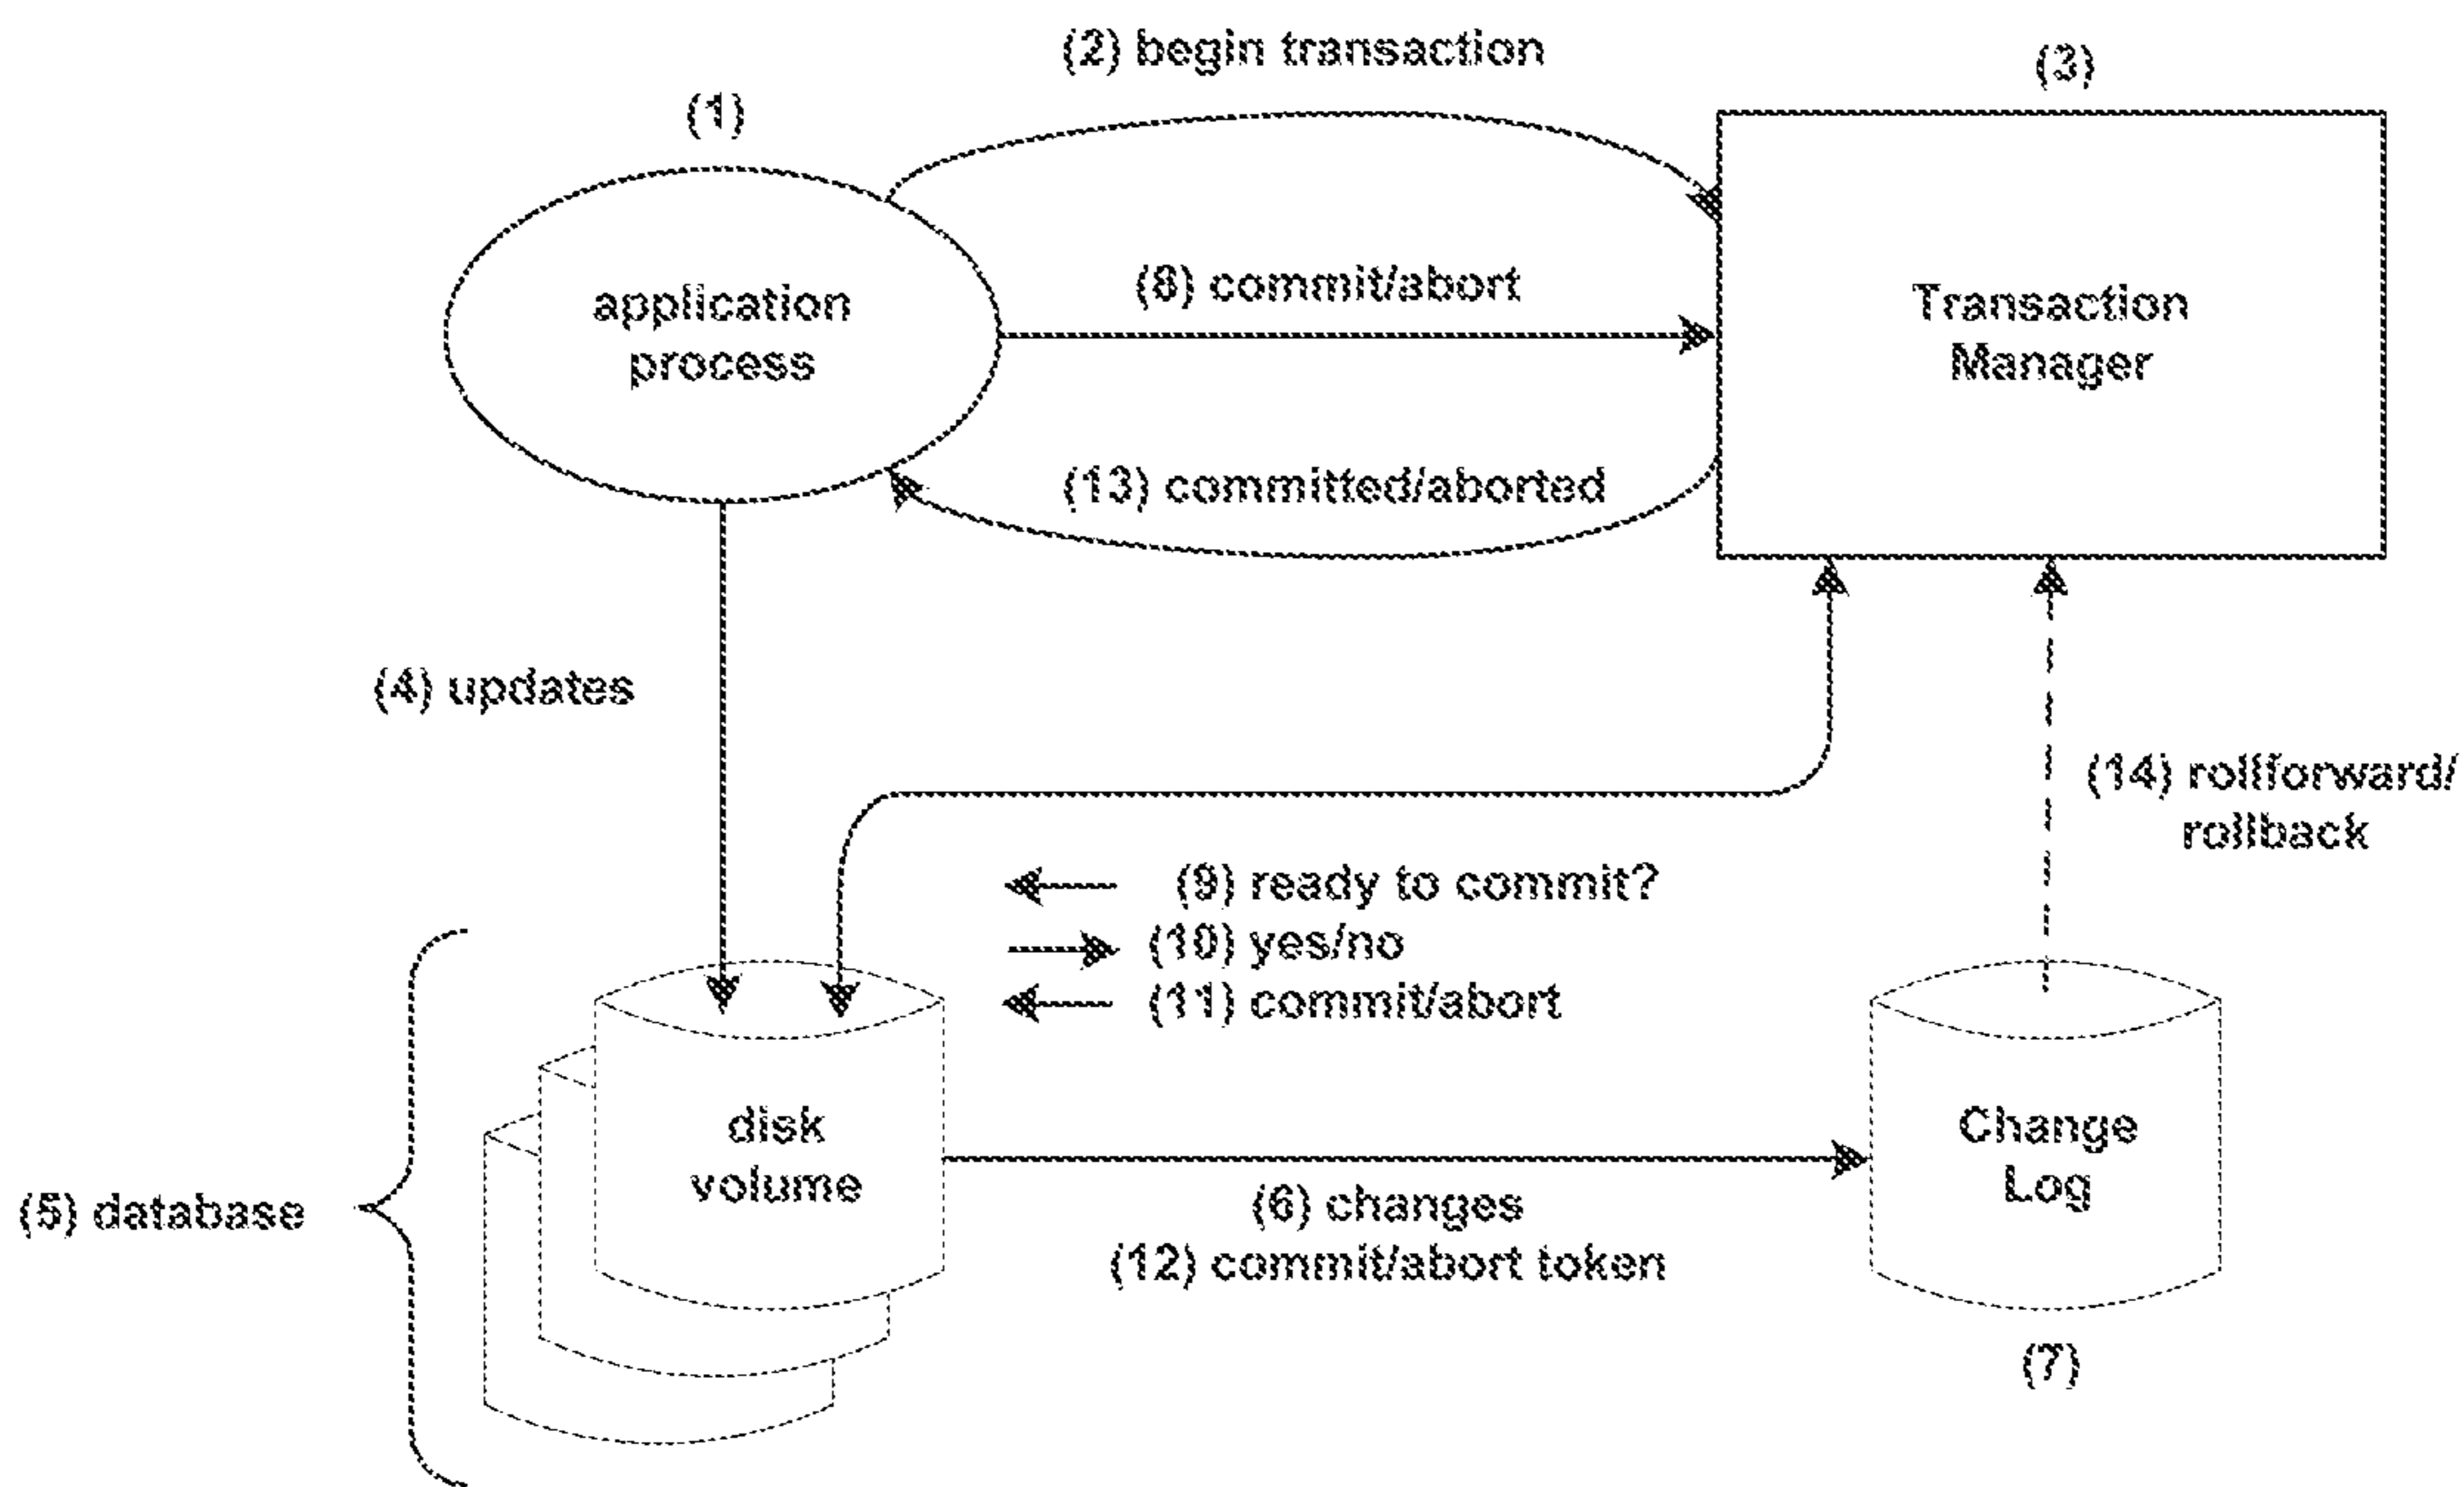 (2) begin transaction
(3)
(1)
(8) commit/abort
application
process
Transaction
Manager
(13) committed/aborted
(4) updates
(14) rollforward/
rollback
(9) ready to commit?
(10) yes/no
(11) commit/abort
disk
volume
Change
Log
(5) database
(6) changes
(12) commit/abort token
(7)